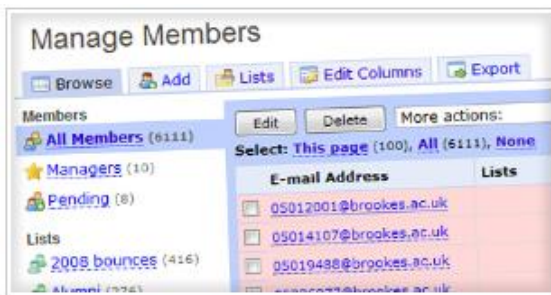 Manage Members
Browse Add Lists Edit Columns Export
Members
All Members (6111)
Managers (10)
Pending (8)
Lists
2008 bounces (416)
Alumni (276)
Edit Delete More actions:
Select: This page (100), All (6111), None
E-mail Address Lists
05012001@brookes.ac.uk
05014107@brookes.ac.uk
05019488@brookes.ac.uk